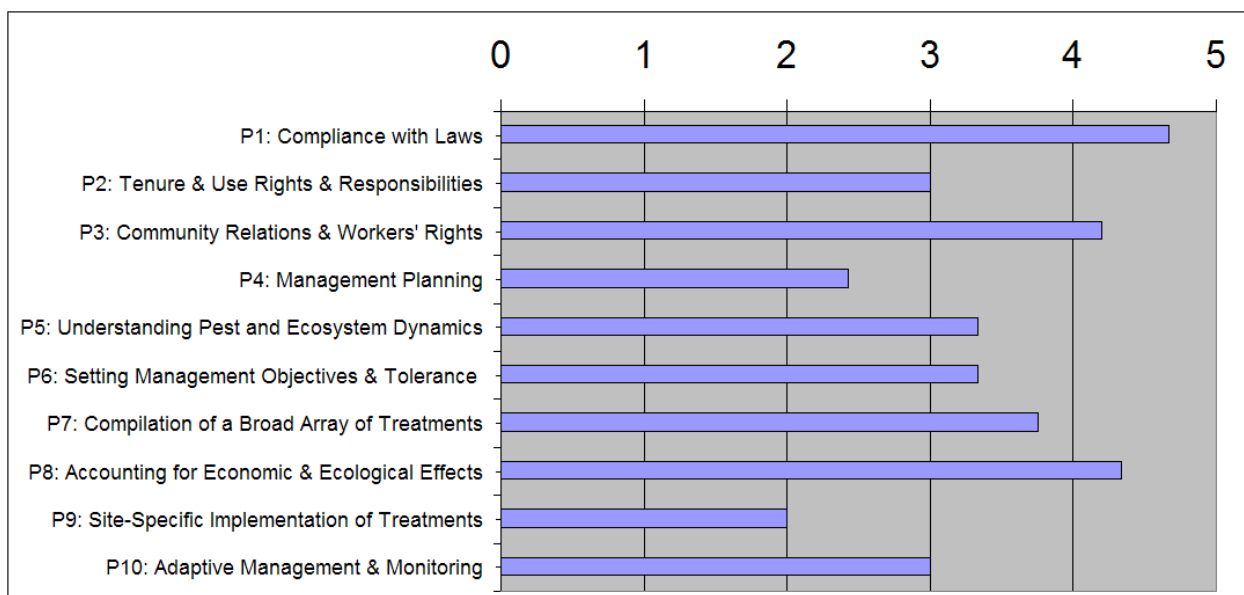 0 1 2 3 4 5
P1: Compliance with Laws
P2: Tenure & Use Rights & Responsibilities
P3: Community Relations & Workers' Rights
P4: Management Planning
P5: Understanding Pest and Ecosystem Dynamics
P6: Setting Management Objectives & Tolerance
P7: Compilation of a Broad Array of Treatments
P8: Accounting for Economic & Ecological Effects
P9: Site-Specific Implementation of Treatments
P10: Adaptive Management & Monitoring